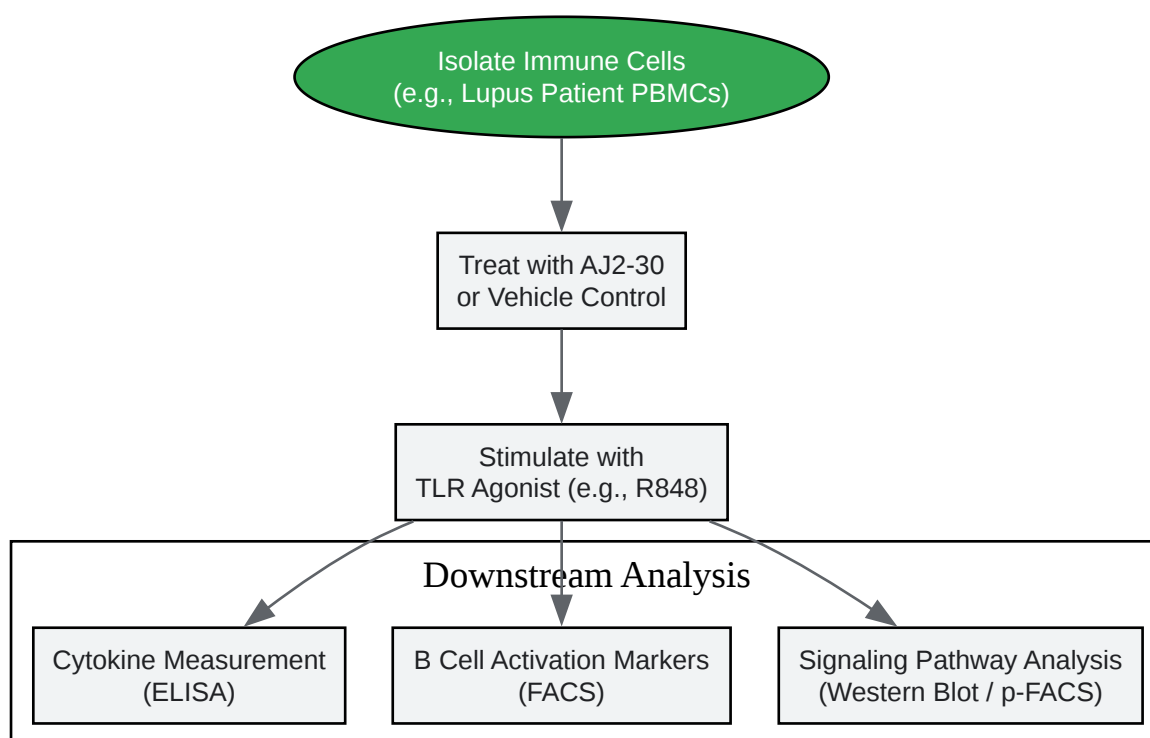 Isolate Immune Cells
(e.g., Lupus Patient PBMCs)
Treat with AJ2-30
or Vehicle Control
Stimulate with
TLR Agonist (e.g., R848)
Downstream Analysis
Cytokine Measurement
(ELISA)
B Cell Activation Markers
(FACS)
Signaling Pathway Analysis
(Western Blot / p-FACS)